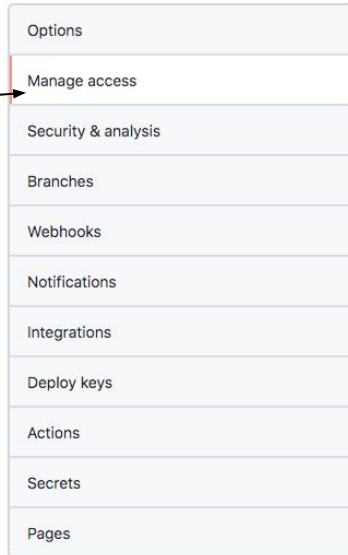 Options
Manage access
Security & analysis
Branches
Webhooks
Notifications
Integrations
Deploy keys
Actions
Secrets
Pages